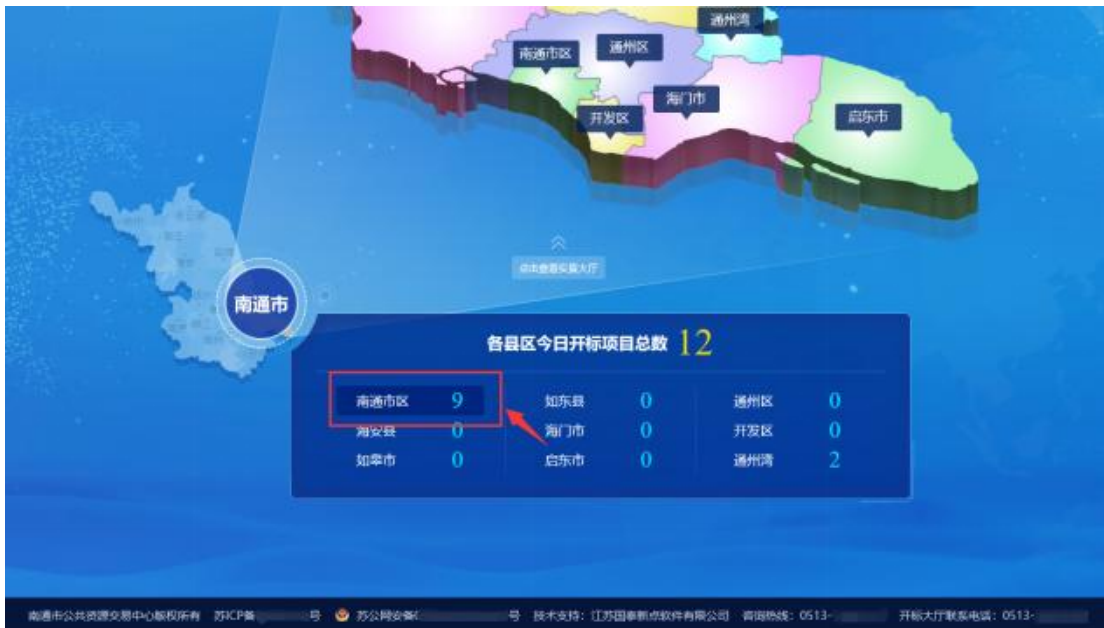 通州湾
南通市区
通州区
海门市
开发区
启东市
南通市
各县区今日开标项目总数 12
南通市区 9 如东县 0 通州区 0
海安县 0 海门市 0 开发区 0
如皋市 0 启东市 0 通州湾 2
南通市公共资源交易中心版权所有 苏ICP备 号 苏公网安备 号 技术支持：江苏国泰新点软件有限公司 咨询热线：0513- 开标大厅联系电话：0513-